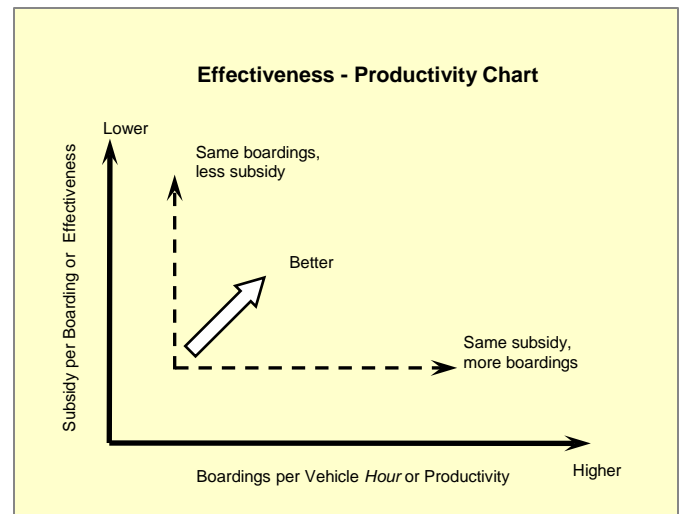 Effectiveness - Productivity Chart
Lower
Same boardings,
less subsidy
Subsidy per Boarding or Effectiveness
Better
Same subsidy,
more boardings
Boardings per Vehicle Hour or Productivity
Higher